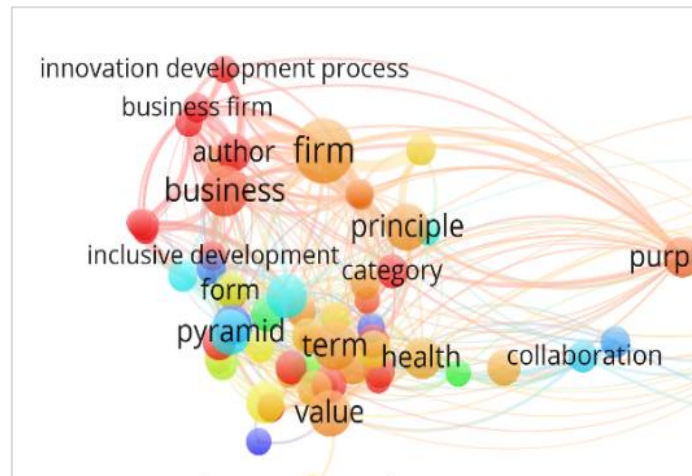 innovation development process
business firm
author
firm
business
principle
inclusive development
category
purp
form
pyramid
term
health
collaboration
value